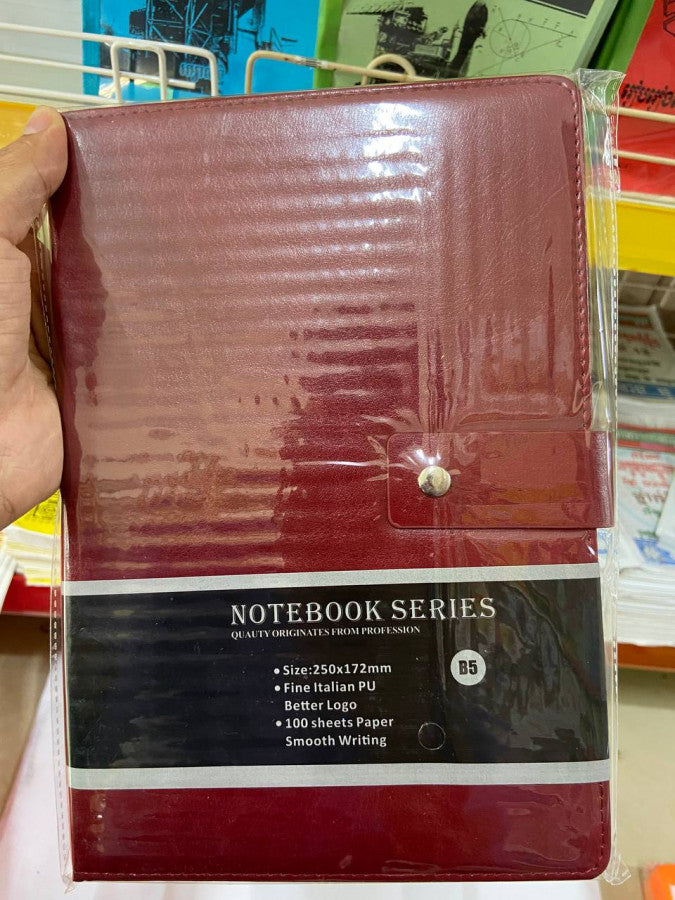 NOTEBOOK SERIES
QUAUTY ORIGINATES FROM PROFESSION
B5
• Size:250x172mm
• Fine Italian PU
Better Logo
• 100 sheets Paper
Smooth Writing